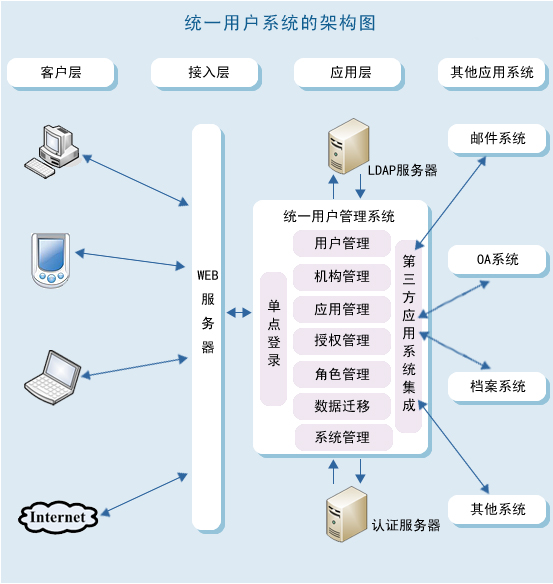 统一用户系统的架构图
客户层
接入层
应用层
其他应用系统
LDAP服务器
邮件系统
统一用户管理系统
用户管理
机构管理
应用管理
授权管理
角色管理
数据迁移
系统管理
单点登录
第三方应用系统集成
WEB
服务器
OA系统
档案系统
其他系统
Internet
认证服务器